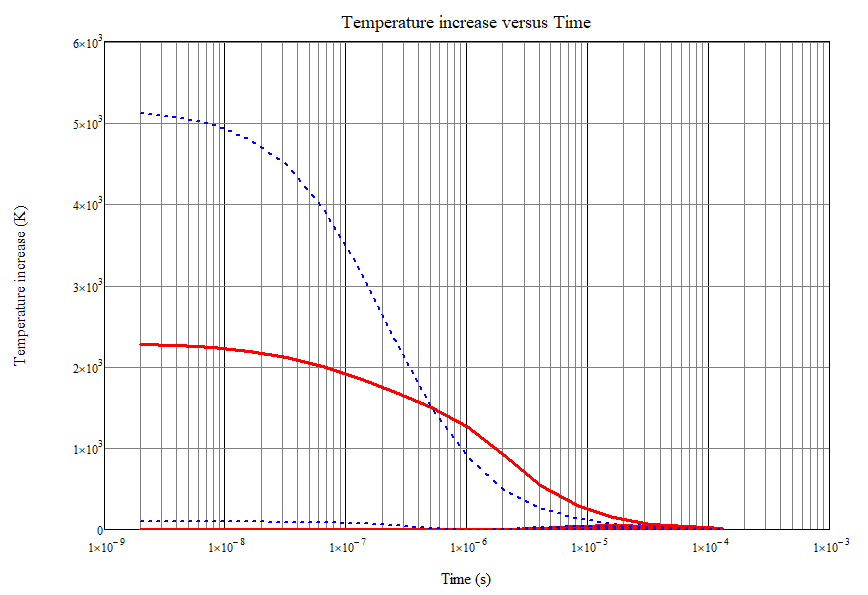 Temperature increase versus Time
6×10³
5×10³
4×10³
3×10³
2×10³
1×10³
0
Temperature increase (K)
1×10⁻⁹ 1×10⁻⁸ 1×10⁻⁷ 1×10⁻⁶ 1×10⁻⁵ 1×10⁻⁴ 1×10⁻³
Time (s)